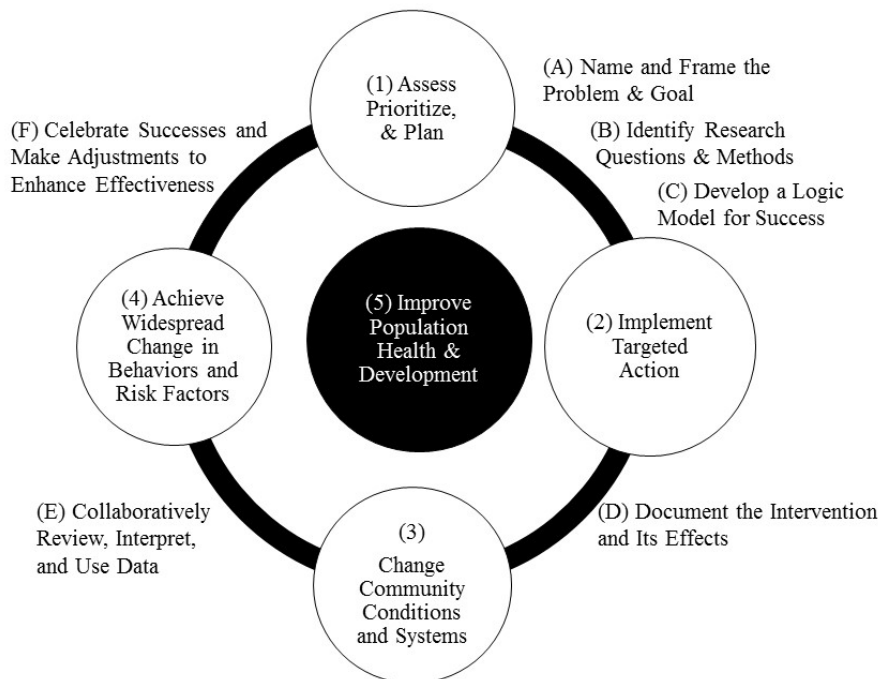 (1) Assess
Prioritize,
& Plan
(A) Name and Frame the
Problem & Goal
(B) Identify Research
Questions & Methods
(C) Develop a Logic
Model for Success
(2) Implement
Targeted
Action
(D) Document the Intervention
and Its Effects
(3)
Change
Community
Conditions
and Systems
(E) Collaboratively
Review, Interpret,
and Use Data
(4) Achieve
Widespread
Change in
Behaviors and
Risk Factors
(F) Celebrate Successes and
Make Adjustments to
Enhance Effectiveness
(5) Improve
Population
Health &
Development